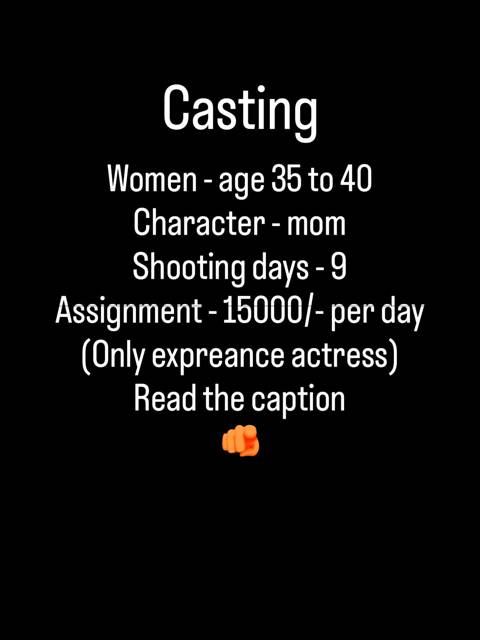 Casting
Women - age 35 to 40
Character - mom
Shooting days - 9
Assignment - 15000/- per day
(Only expreance actress)
Read the caption